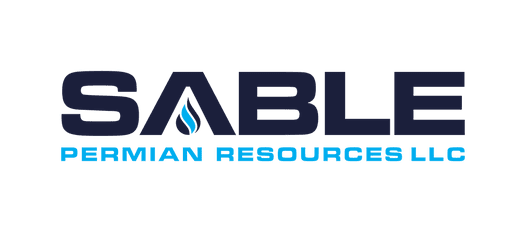 SABLE
PERMIAN RESOURCES LLC